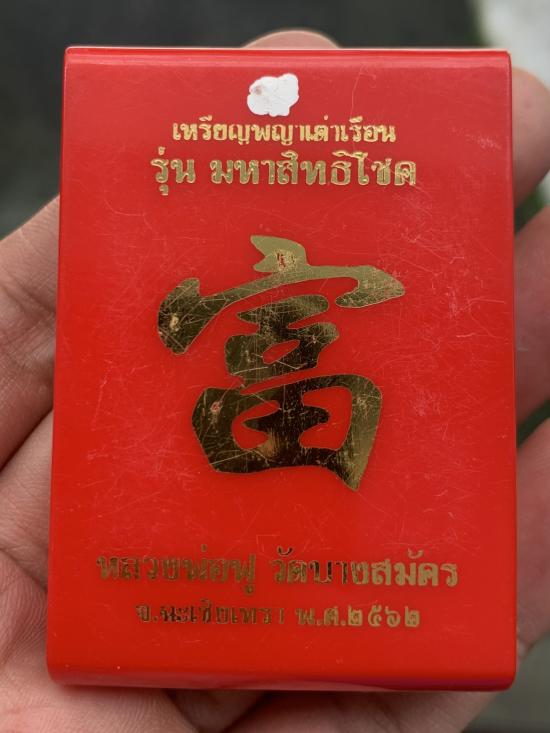 เหรียญพญาเต่าเรือน
รุ่น มหาสิทธิโชค
富
หลวงพ่อฟู วัดบางสมัคร
จ.ฉะเชิงเทรา พ.ศ.๒๕๖๒